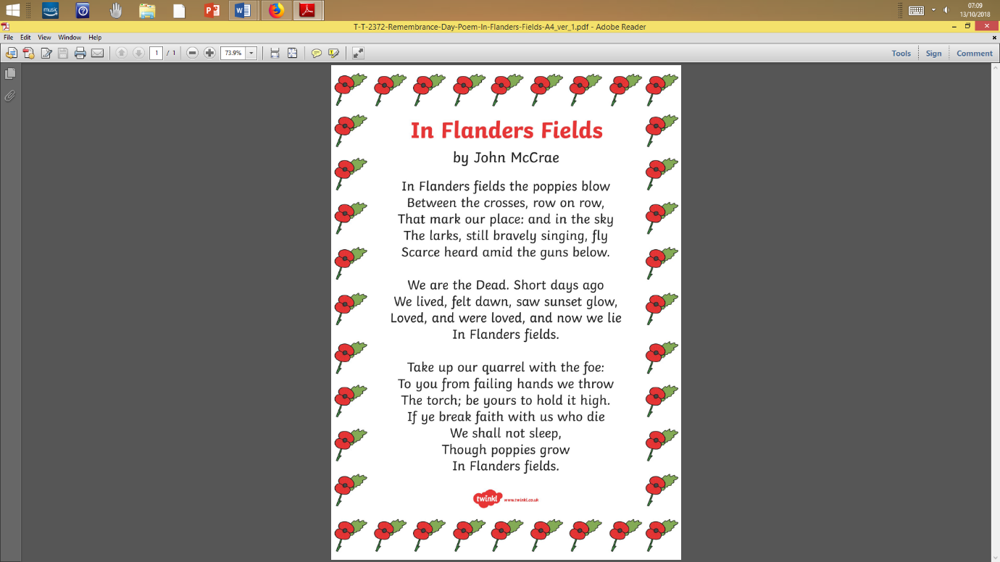 music
07:09
13/10/2018
T-T-2372-Remembrance-Day-Poem-In-Flanders-Fields-A4_ver_1.pdf - Adobe Reader
File Edit View Window Help
1 / 1 73.9% Tools Sign Comment
In Flanders Fields
by John McCrae
In Flanders fields the poppies blow
Between the crosses, row on row,
That mark our place: and in the sky
The larks, still bravely singing, fly
Scarce heard amid the guns below.
We are the Dead. Short days ago
We lived, felt dawn, saw sunset glow,
Loved, and were loved, and now we lie
In Flanders fields.
Take up our quarrel with the foe:
To you from failing hands we throw
The torch; be yours to hold it high.
If ye break faith with us who die
We shall not sleep,
Though poppies grow
In Flanders fields.
twinkl www.twinkl.co.uk